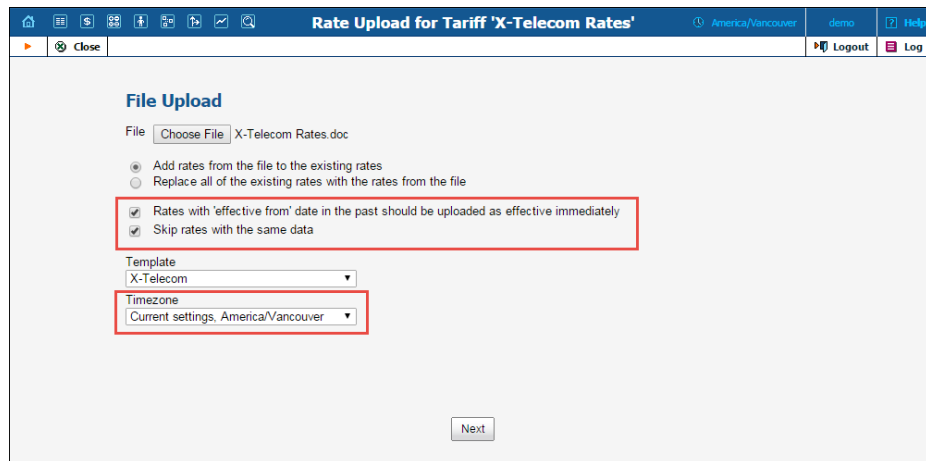 Rate Upload for Tariff 'X-Telecom Rates' America/Vancouver demo ? Help
Close Logout Log
File Upload
File Choose File X-Telecom Rates.doc
Add rates from the file to the existing rates
Replace all of the existing rates with the rates from the file
Rates with 'effective from' date in the past should be uploaded as effective immediately
Skip rates with the same data
Template
X-Telecom
Timezone
Current settings, America/Vancouver
Next